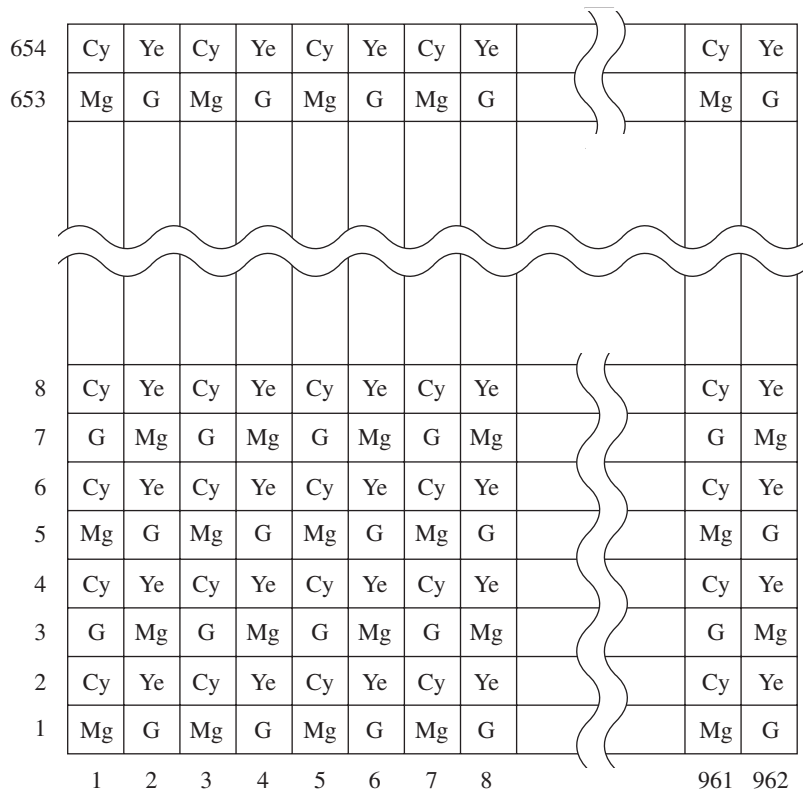 654 Cy Ye Cy Ye Cy Ye Cy Ye Cy Ye
653 Mg G Mg G Mg G Mg G Mg G
8 Cy Ye Cy Ye Cy Ye Cy Ye Cy Ye
7 G Mg G Mg G Mg G Mg G Mg
6 Cy Ye Cy Ye Cy Ye Cy Ye Cy Ye
5 Mg G Mg G Mg G Mg G Mg G
4 Cy Ye Cy Ye Cy Ye Cy Ye Cy Ye
3 G Mg G Mg G Mg G Mg G Mg
2 Cy Ye Cy Ye Cy Ye Cy Ye Cy Ye
1 Mg G Mg G Mg G Mg G Mg G
1 2 3 4 5 6 7 8 961 962